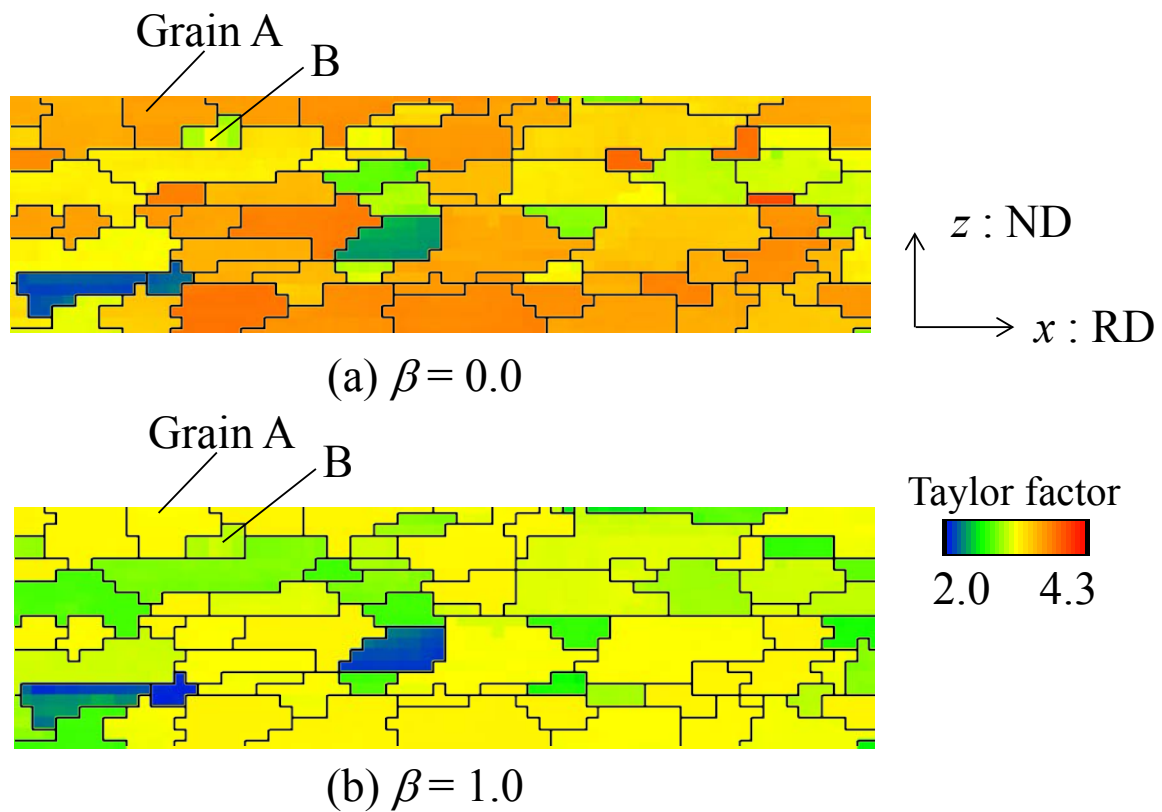 Grain A
B
z : ND
x : RD
(a) β = 0.0
Grain A
B
Taylor factor
2.0 4.3
(b) β = 1.0